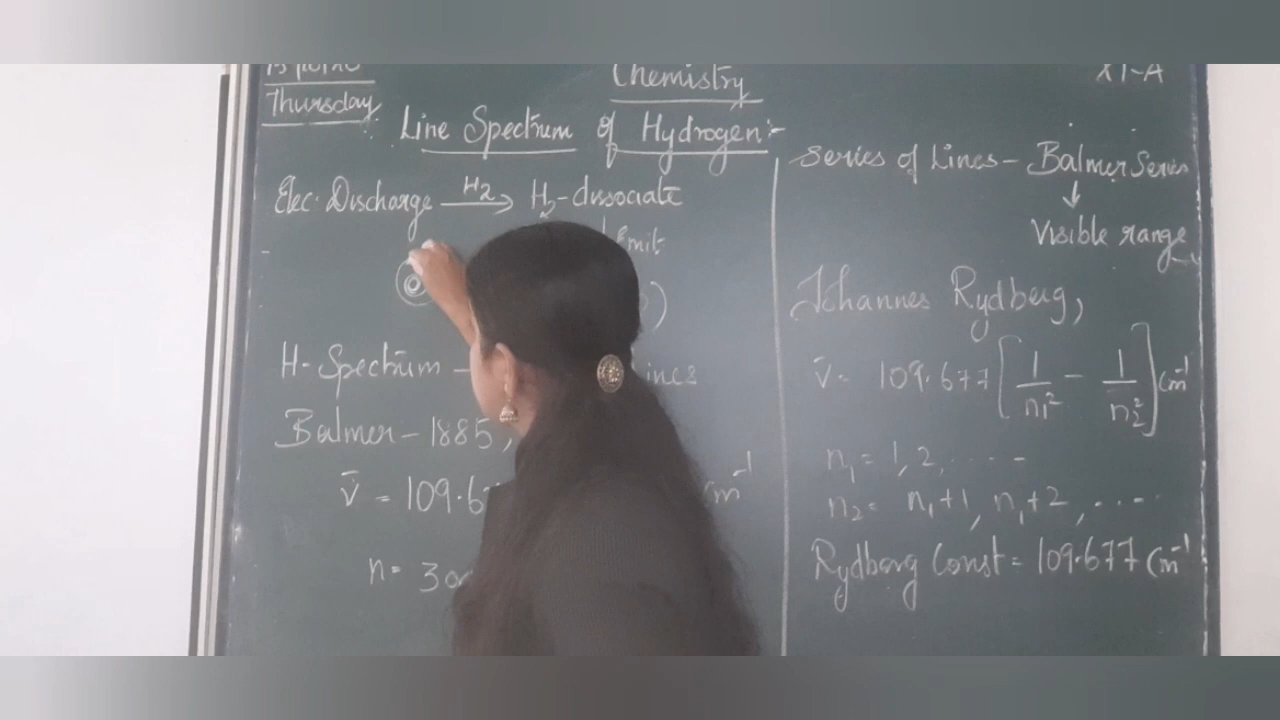 Thursday
Chemistry
XI-A
Line Spectrum of Hydrogen:-
Elec. Discharge —H2→ H2-dissociate
Emit
)
H-Spectrum –
Balmer – 1885,
v̄ = 109.6
cm⁻¹
n =
Series of Lines – Balmer Series
↓
Visible range
Johannes Rydberg,
v̄ = 109.677 [1/n1² – 1/n2²] cm⁻¹
n1 = 1, 2, .....
n2 = n1+1, n1+2, ....
Rydberg Const = 109.677 cm⁻¹